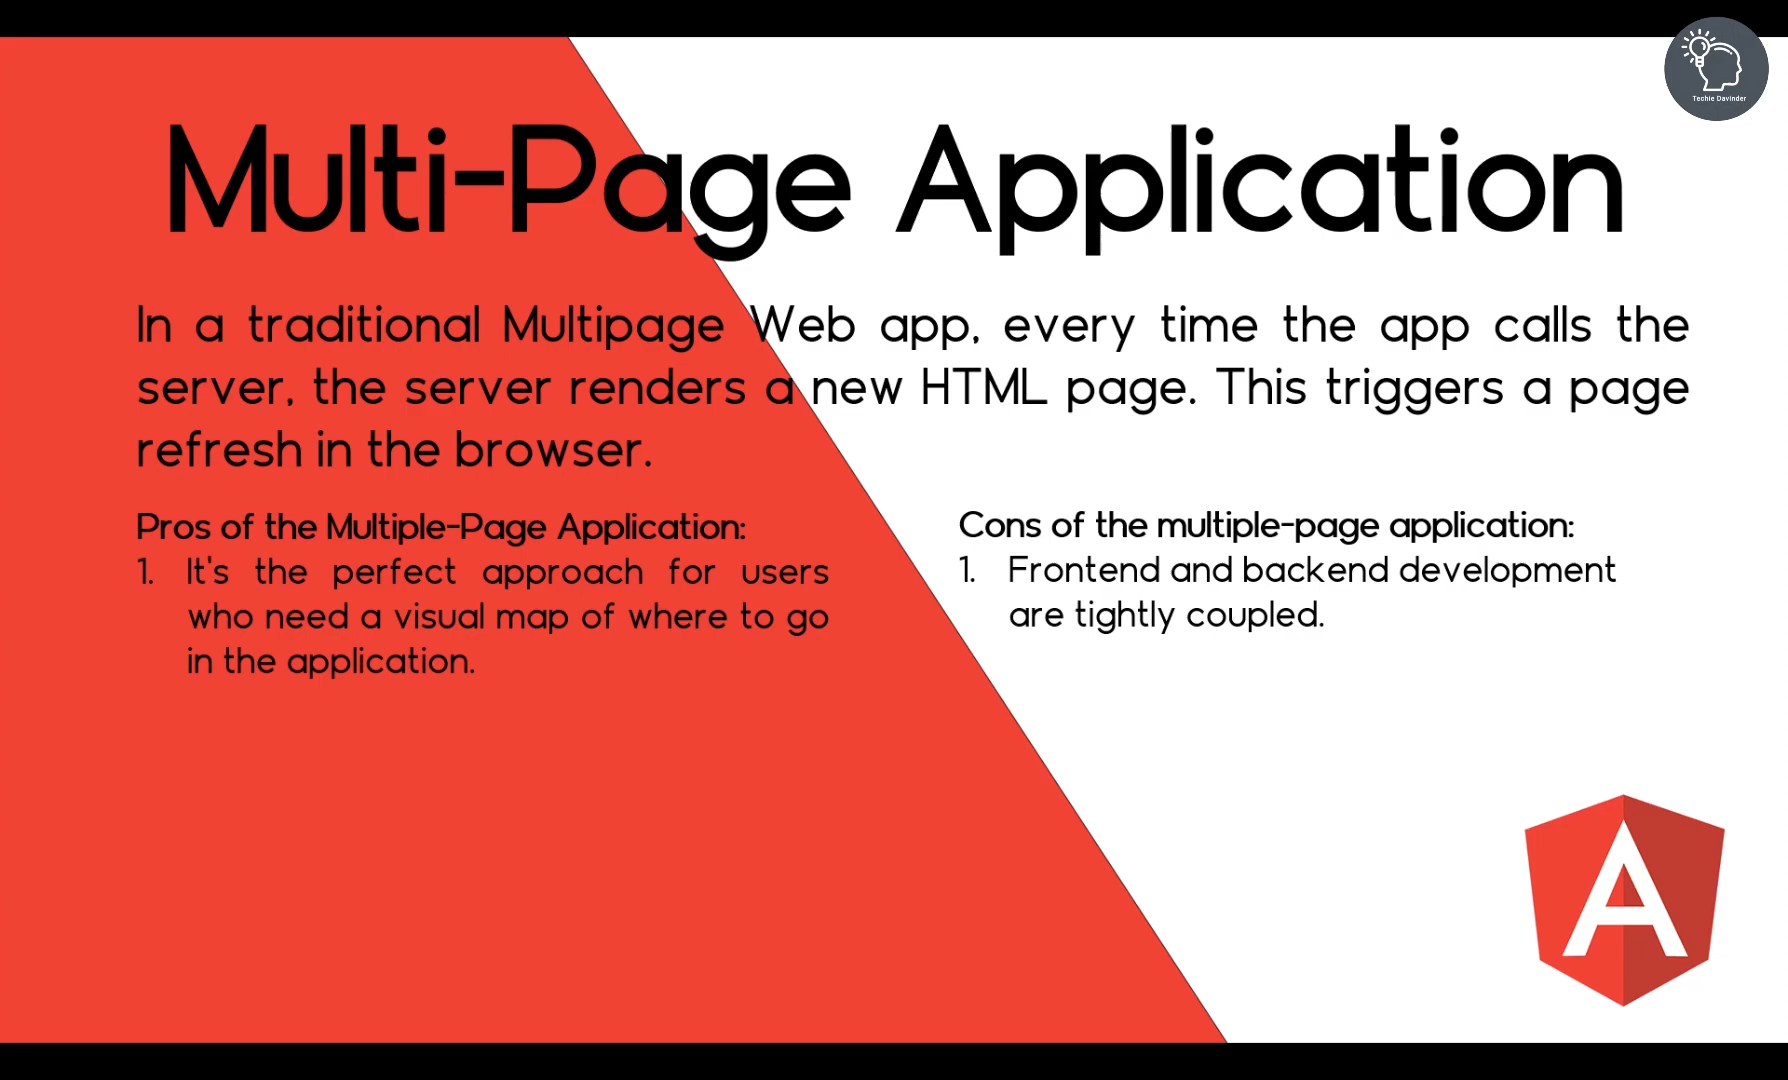 Techie Davinder
Multi-Page Application
In a traditional Multipage Web app, every time the app calls the
server, the server renders a new HTML page. This triggers a page
refresh in the browser.
Pros of the Multiple-Page Application:
1. It's the perfect approach for users
who need a visual map of where to go
in the application.
Cons of the multiple-page application:
1. Frontend and backend development
are tightly coupled.
A